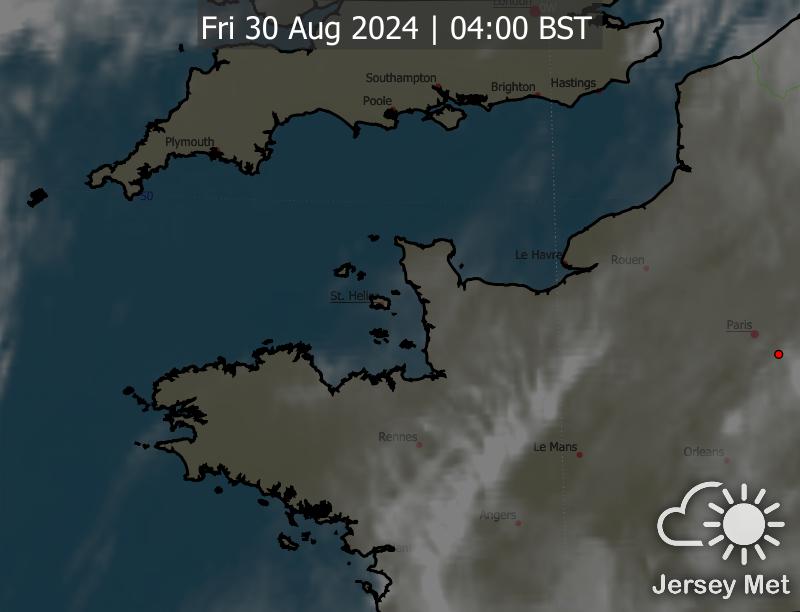 London
Fri 30 Aug 2024 | 04:00 BST
Southampton
Brighton
Hastings
Poole
Plymouth
50
Le Havre
Rouen
St. Helier
Paris
Rennes
Le Mans
Orleans
Angers
Jersey Met